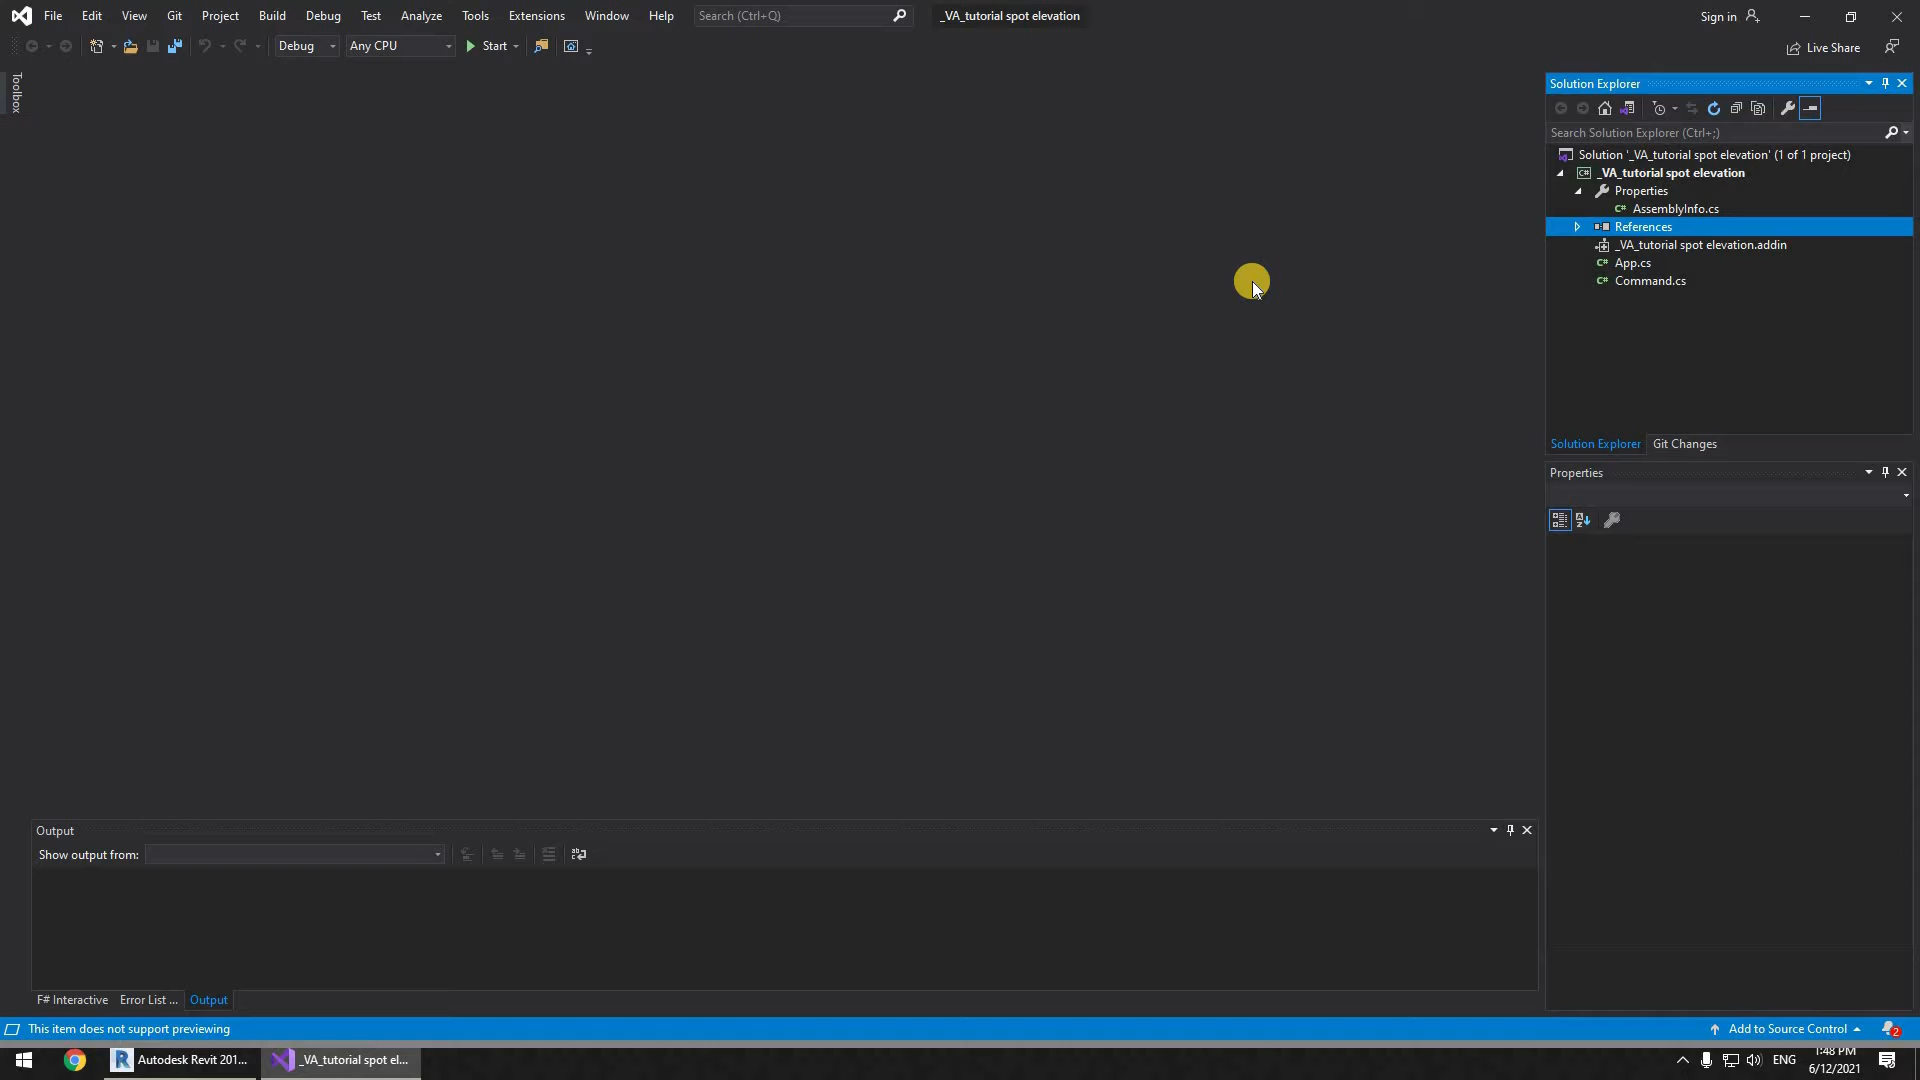 File Edit View Git Project Build Debug Test Analyze Tools Extensions Window Help Search (Ctrl+Q) _VA_tutorial spot elevation Sign in
Debug Any CPU Start Live Share
Toolbox
Solution Explorer
Search Solution Explorer (Ctrl+;)
Solution '_VA_tutorial spot elevation' (1 of 1 project)
_VA_tutorial spot elevation
Properties
AssemblyInfo.cs
References
_VA_tutorial spot elevation.addin
App.cs
Command.cs
Solution Explorer Git Changes
Properties
Output
Show output from:
F# Interactive Error List ... Output
This item does not support previewing Add to Source Control 2
Autodesk Revit 201... _VA_tutorial spot el... ENG 1:48 PM
6/12/2021